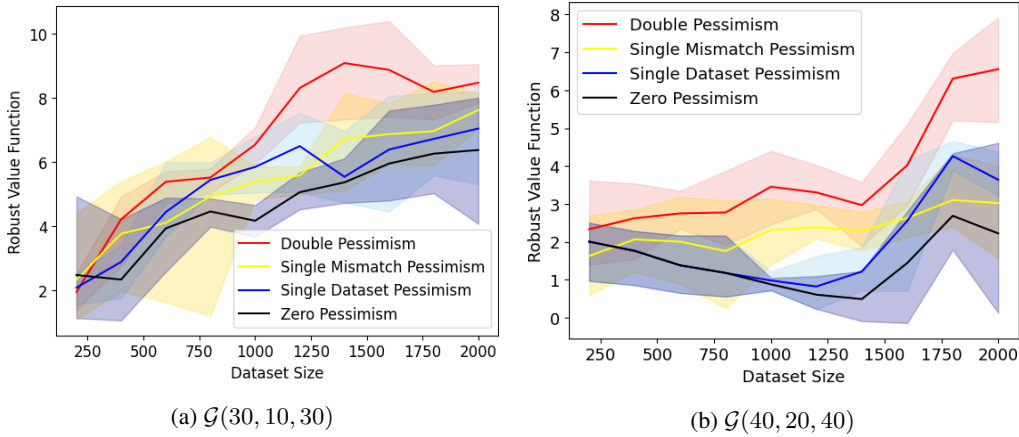 10
8
6
4
2
Robust Value Function
Double Pessimism
Single Mismatch Pessimism
Single Dataset Pessimism
Zero Pessimism
250 500 750 1000 1250 1500 1750 2000
Dataset Size
(a) 𝒢(30, 10, 30)
8
7
6
5
4
3
2
1
0
Robust Value Function
Double Pessimism
Single Mismatch Pessimism
Single Dataset Pessimism
Zero Pessimism
250 500 750 1000 1250 1500 1750 2000
Dataset Size
(b) 𝒢(40, 20, 40)